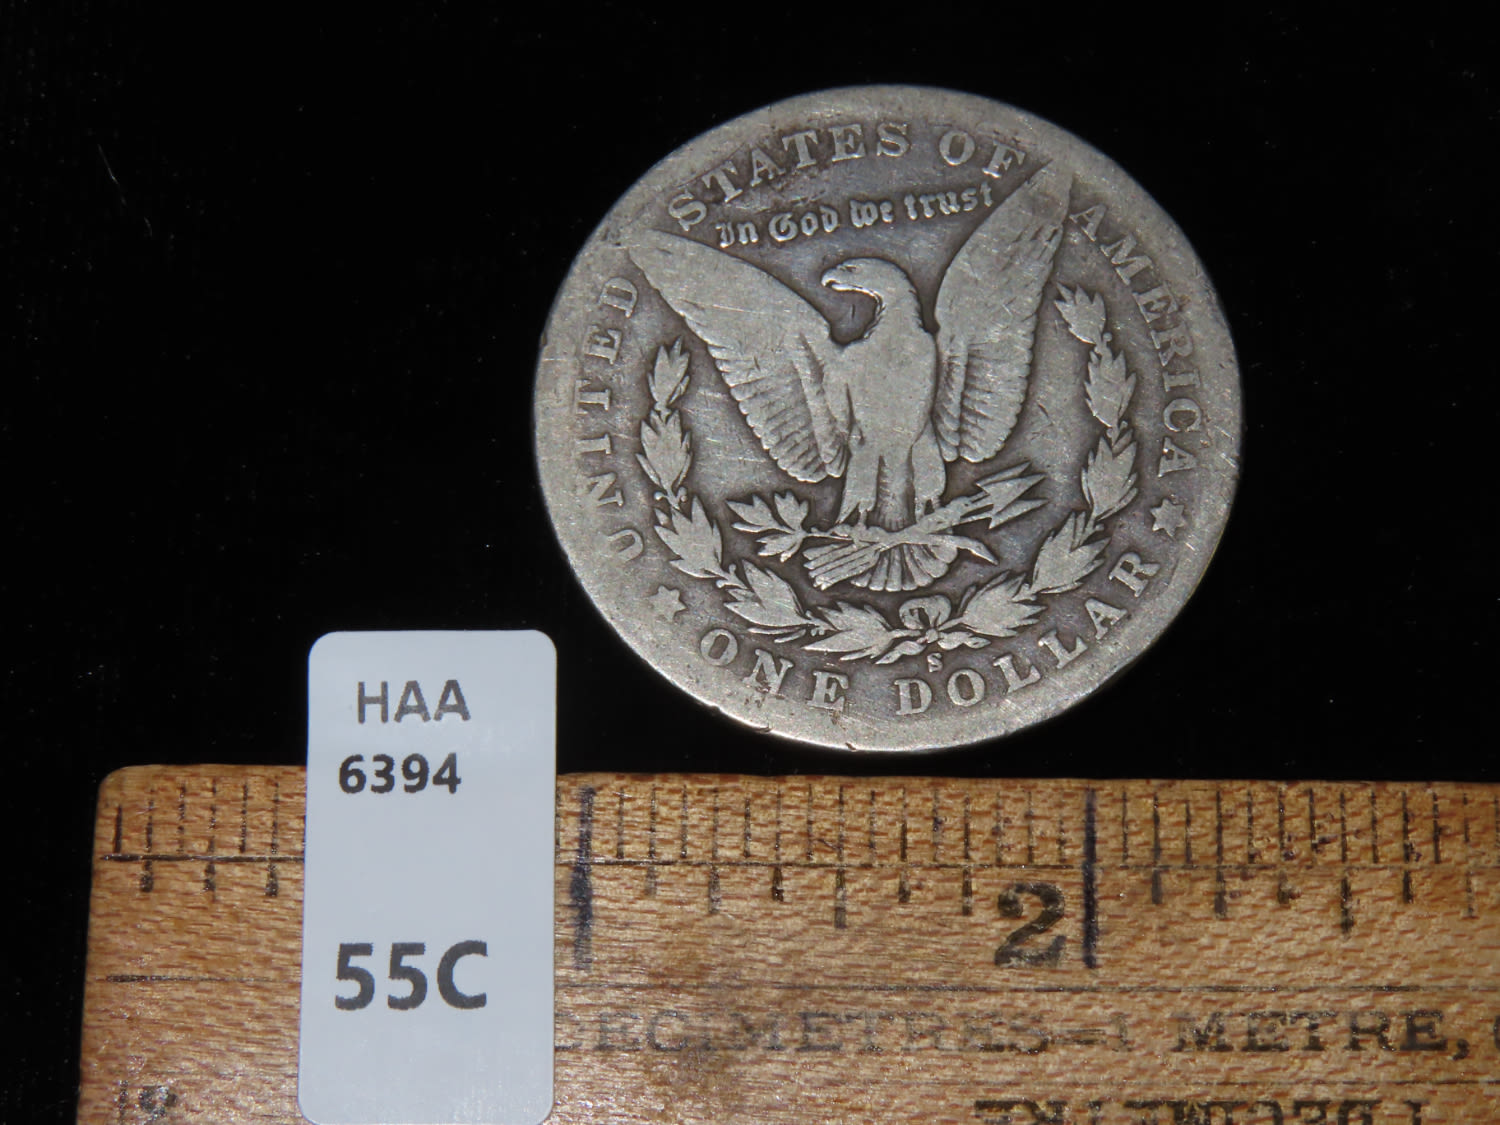 UNITED STATES OF AMERICA
In God we trust
S
ONE DOLLAR
HAA
6394
55C
2
DECIMETRES=1 METRE,